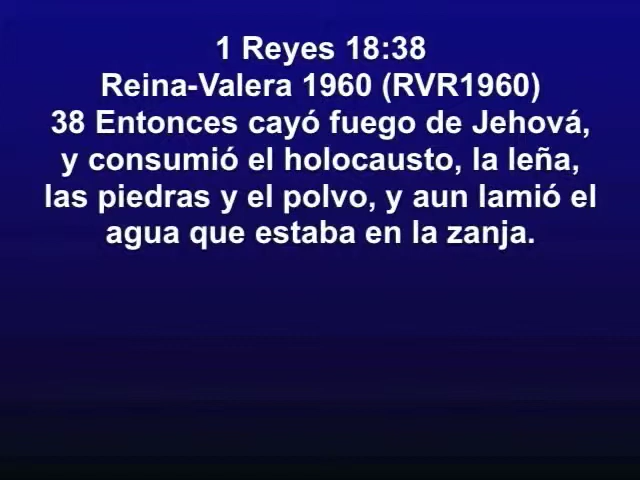 1 Reyes 18:38
Reina-Valera 1960 (RVR1960)
38 Entonces cayó fuego de Jehová,
y consumió el holocausto, la leña,
las piedras y el polvo, y aun lamió el
agua que estaba en la zanja.